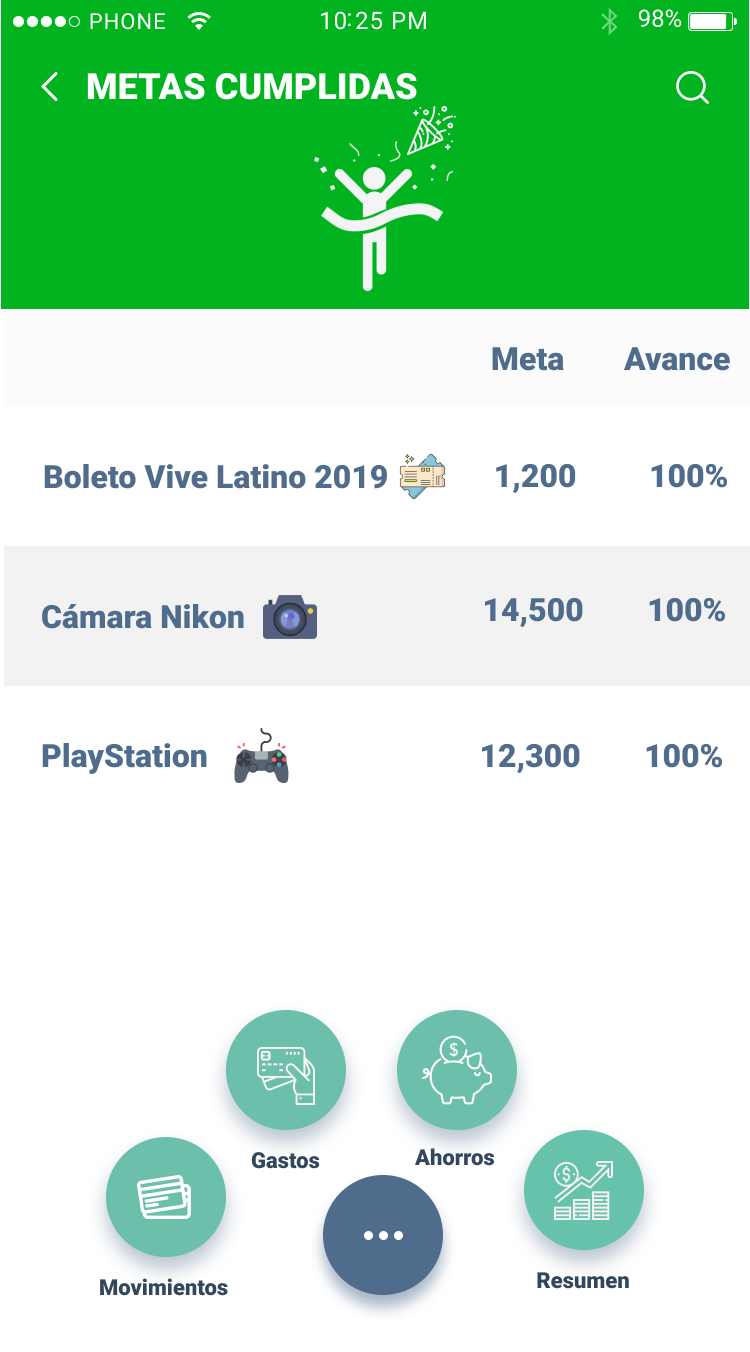 PHONE 10:25 PM 98%
METAS CUMPLIDAS
Meta Avance
Boleto Vive Latino 2019 1,200 100%
Cámara Nikon 14,500 100%
PlayStation 12,300 100%
Gastos Ahorros
Movimientos Resumen